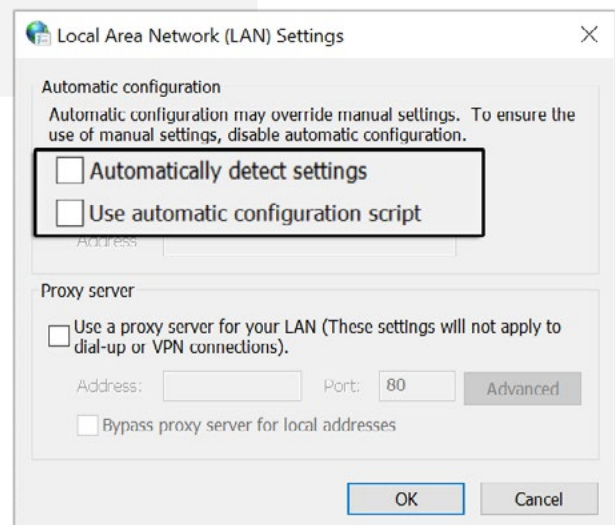 Local Area Network (LAN) Settings
Automatic configuration
Automatic configuration may override manual settings. To ensure the
use of manual settings, disable automatic configuration.
Automatically detect settings
Use automatic configuration script
Address
Proxy server
Use a proxy server for your LAN (These settings will not apply to
dial-up or VPN connections).
Address: Port: 80 Advanced
Bypass proxy server for local addresses
OK Cancel